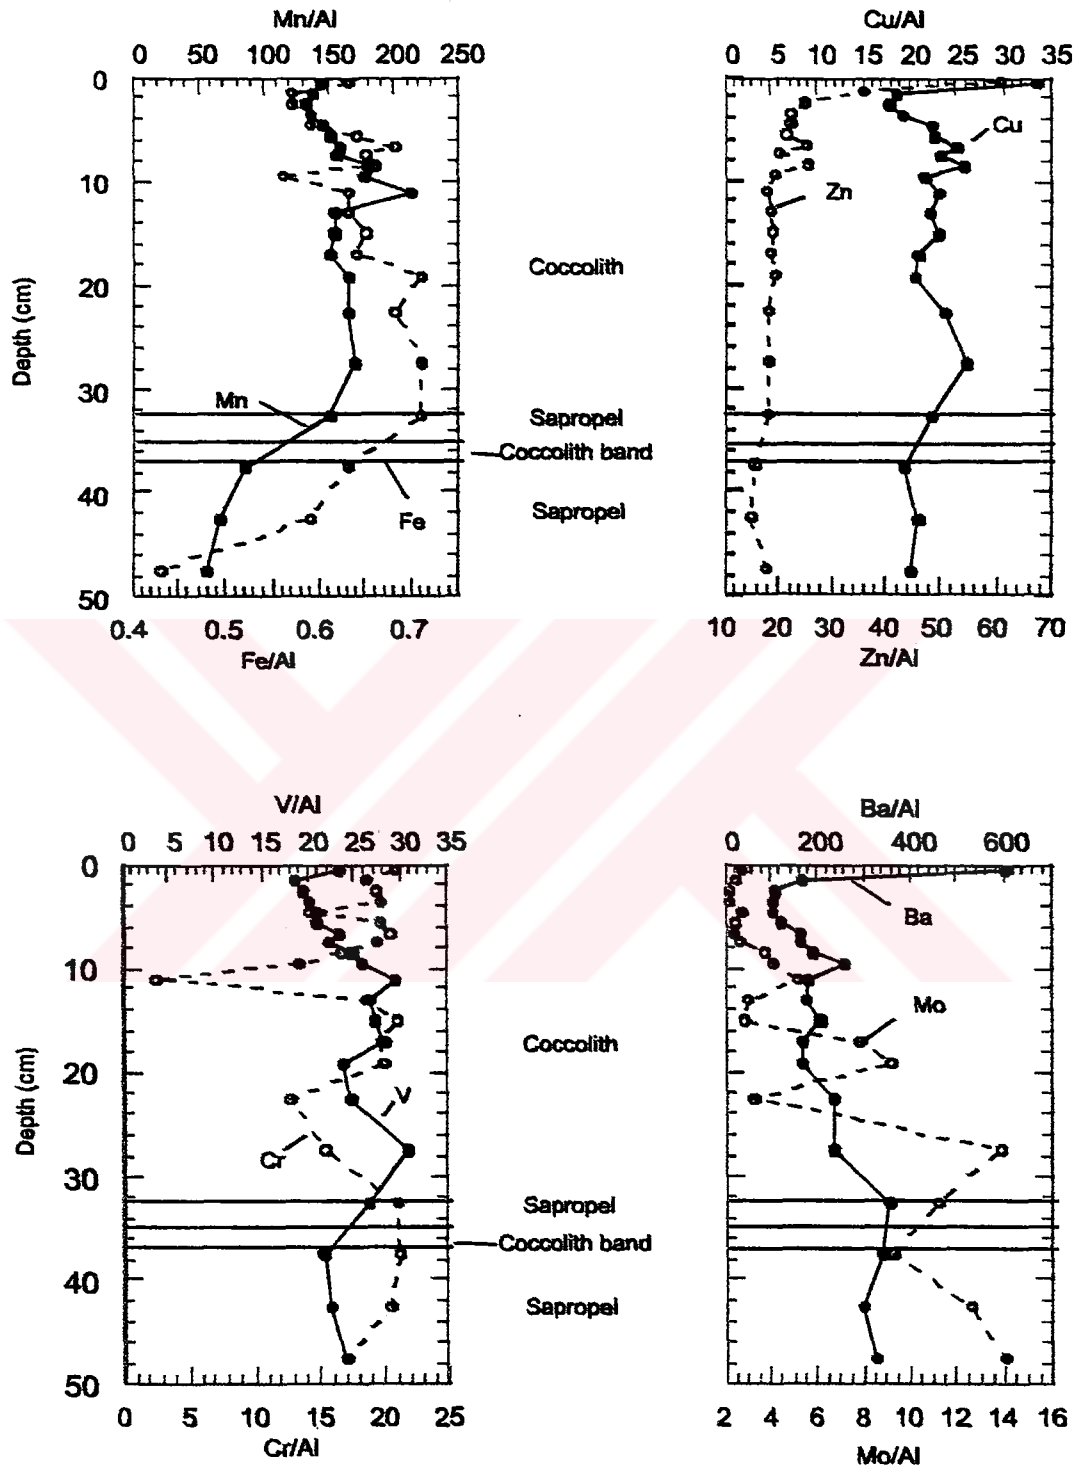 Mn/Al
Cu/Al
0 50 100 150 200 250
0 5 10 15 20 25 30 35
0
10
20
30
40
50
Depth (cm)
Mn
Fe
Coccolith
Sapropel
Coccolith band
Sapropel
Cu
Zn
0.4 0.5 0.6 0.7
Fe/Al
10 20 30 40 50 60 70
Zn/Al
V/Al
Ba/Al
0 5 10 15 20 25 30 35
0 200 400 600
0
10
20
30
40
50
Depth (cm)
V
Cr
Coccolith
Sapropel
Coccolith band
Sapropel
Ba
Mo
0 5 10 15 20 25
Cr/Al
2 4 6 8 10 12 14 16
Mo/Al